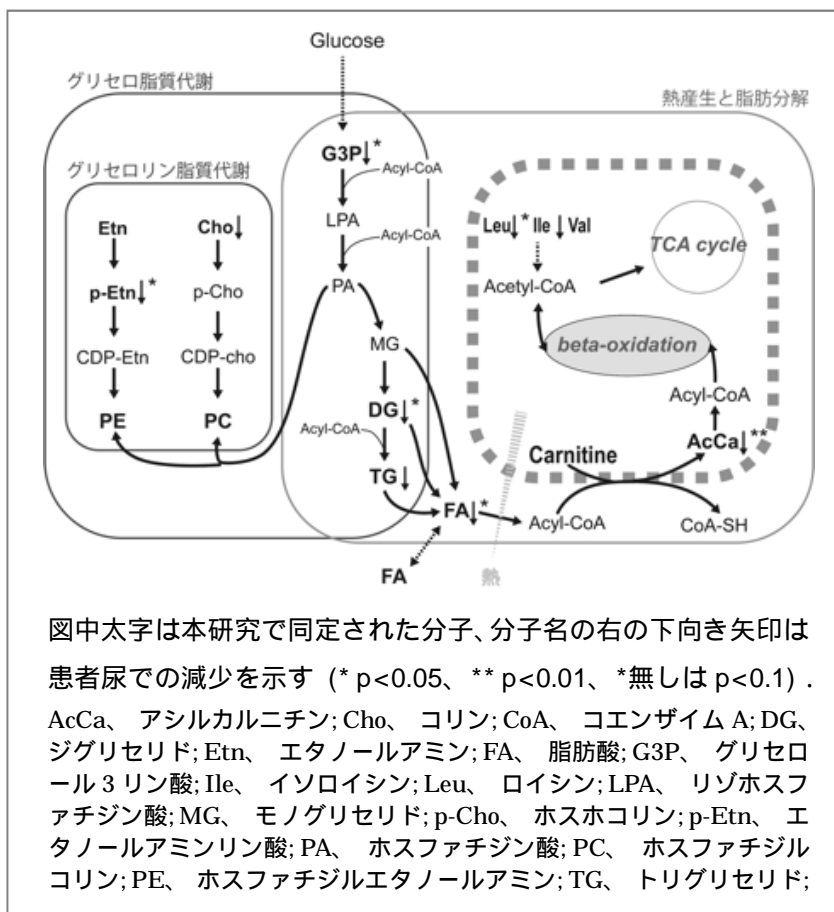 Glucose
グリセロ脂質代謝
熱産生と脂肪分解
G3P↓*
Acyl-CoA
グリセロリン脂質代謝
LPA
Acyl-CoA
Etn
Cho↓
Leu↓* Ile ↓ Val
TCA cycle
PA
Acetyl-CoA
p-Etn↓*
p-Cho
MG
beta-oxidation
CDP-Etn
CDP-cho
Acyl-CoA
DG↓*
PE
PC
Acyl-CoA
AcCa↓**
Carnitine
TG↓
FA↓*
Acyl-CoA
CoA-SH
FA
熱
図中太字は本研究で同定された分子、分子名の右の下向き矢印は
患者尿での減少を示す (* p<0.05、 ** p<0.01、 *無しは p<0.1) .
AcCa、 アシルカルニチン; Cho、 コリン; CoA、 コエンザイム A; DG、
ジグリセリド; Etn、 エタノールアミン; FA、 脂肪酸; G3P、 グリセロ
ール 3 リン酸; Ile、 イソロイシン; Leu、 ロイシン; LPA、 リゾホスフ
ァチジン酸; MG、 モノグリセリド; p-Cho、 ホスホコリン; p-Etn、 エ
タノールアミンリン酸; PA、 ホスファチジン酸; PC、 ホスファチジル
コリン; PE、 ホスファチジルエタノールアミン; TG、 トリグリセリド;